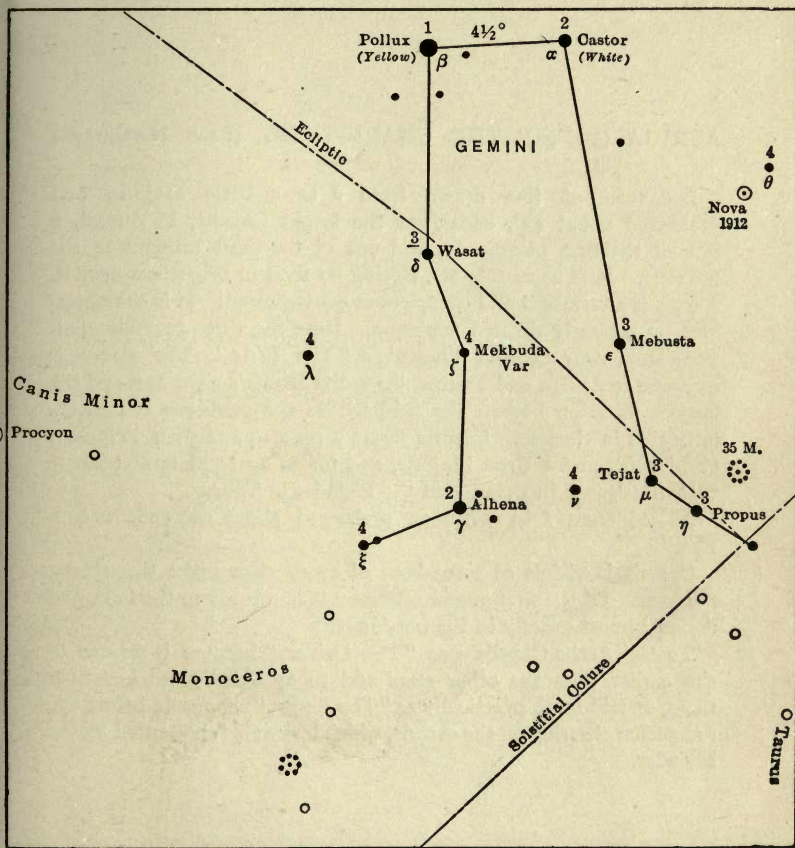 1
4½°
2
Pollux
Castor
(Yellow)
β
α
(White)
Ecliptic
GEMINI
4
θ
Nova
1912
3
Wasat
δ
4
λ
4
Mekbuda
ζ
Var
3
Mebusta
ϵ
Canis Minor
Procyon
35 M.
4
ν
Tejat
3
μ
3
Propus
η
2
Alhena
γ
4
ξ
Monoceros
Solstitial Colure
Taurus